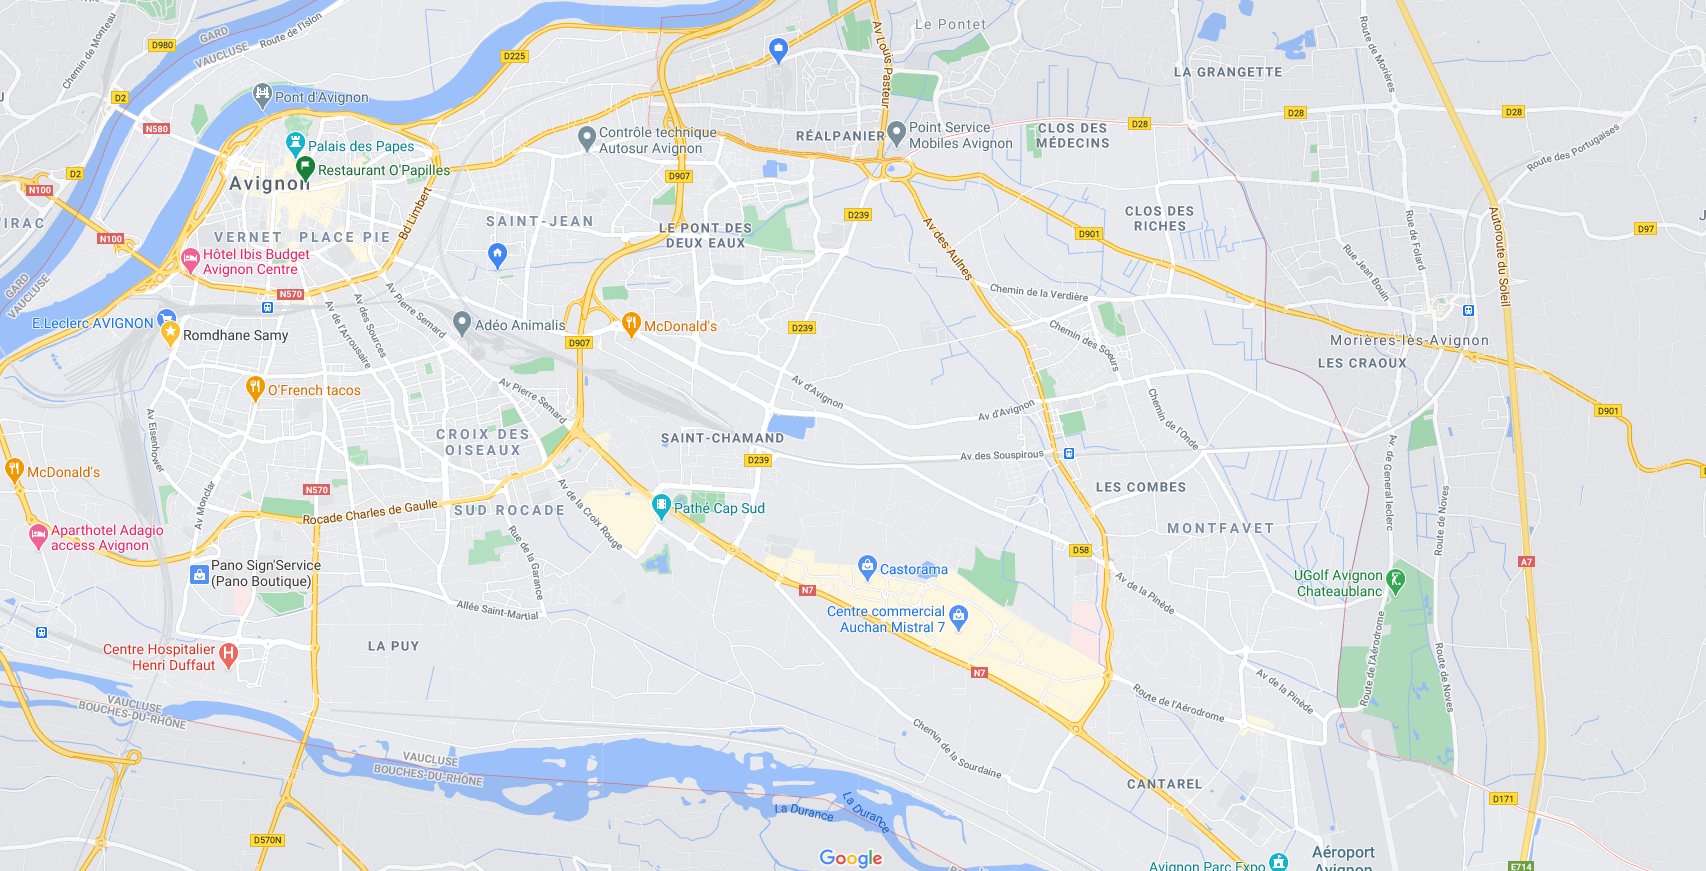 Le Pontet
GARD
VAUCLUSE
Route de l'Islon
D980
Chemin de Monteau
D225
Av Louis Pasteur
Route de Morières
LA GRANGETTE
D2
Pont d'Avignon
N580
D28
D28
D28
Contrôle technique
Autosur Avignon
RÉALPANIER
Point Service
Mobiles Avignon
CLOS DES
MÉDECINS
Route des Portugaises
Palais des Papes
Restaurant O'Papilles
Avignon
D2
N100
D907
Bd Limbert
SAINT-JEAN
D239
LE PONT DES
DEUX EAUX
CLOS DES
RICHES
Rue de Folard
Autoroute du Soleil
D97
D901
VERNET
PLACE PIE
N100
Av des Aulnes
Rue Jean Bouin
Hôtel Ibis Budget
Avignon Centre
GARD
VAUCLUSE
N570
Av Pierre Semard
Chemin de la Verdière
E.Leclerc AVIGNON
Romdhane Samy
Av de l'Arrousaire
Av des Sources
Adéo Animalis
McDonald's
D239
D907
Chemin des Soeurs
Morières-lès-Avignon
LES CRAOUX
O'French tacos
Av Pierre Semard
Av d'Avignon
Av d'Avignon
Chemin de l'Onde
D901
Av Eisenhower
CROIX DES
OISEAUX
SAINT-CHAMAND
D239
Av des Souspirous
Av. de General leclerc
McDonald's
N570
Av Monclar
Rocade Charles de Gaulle
SUD ROCADE
Av de la Croix Rouge
Pathé Cap Sud
LES COMBES
MONTFAVET
Route de Noves
Aparthotel Adagio
access Avignon
Rue de la Garance
D58
A7
Pano Sign'Service
(Pano Boutique)
Castorama
Av de la Pinède
UGolf Avignon
Chateaublanc
N7
Allée Saint-Martial
Centre commercial
Auchan Mistral 7
LA PUY
Centre Hospitalier
Henri Duffaut
N7
Route de l'Aérodrome
Route de Noves
Av de la Pinède
Route de l'Aérodrome
VAUCLUSE
BOUCHES-DU-RHÔNE
VAUCLUSE
BOUCHES-DU-RHÔNE
Chemin de la Sourdaine
CANTAREL
D171
La Durance
La Durance
D570N
Google
Avignon Parc Expo
Aéroport
Avignon
E714